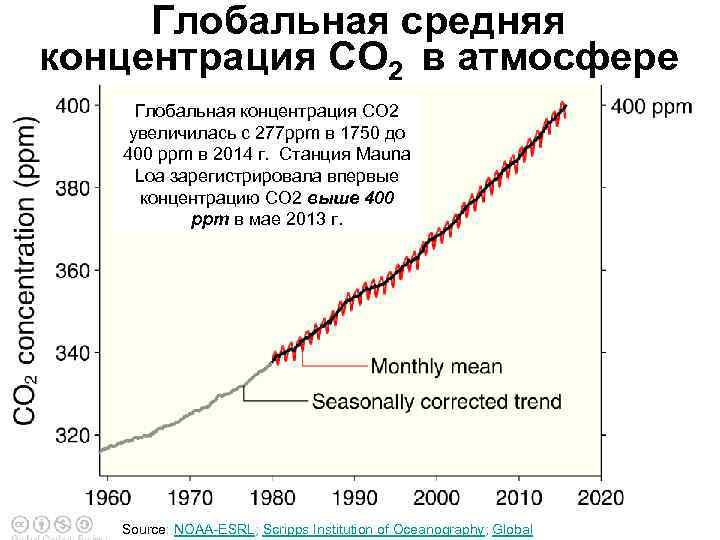 Глобальная средняя
концентрация CO2 в атмосфере
Глобальная концентрация CO2
увеличилась с 277ppm в 1750 до
400 ppm в 2014 г. Станция Mauna
Loa зарегистрировала впервые
концентрацию CO2 выше 400
ppm в мае 2013 г.
400 ppm
CO2 concentration (ppm)
400
380
360
340
320
Monthly mean
Seasonally corrected trend
1960 1970 1980 1990 2000 2010 2020
Source: NOAA-ESRL; Scripps Institution of Oceanography; Global